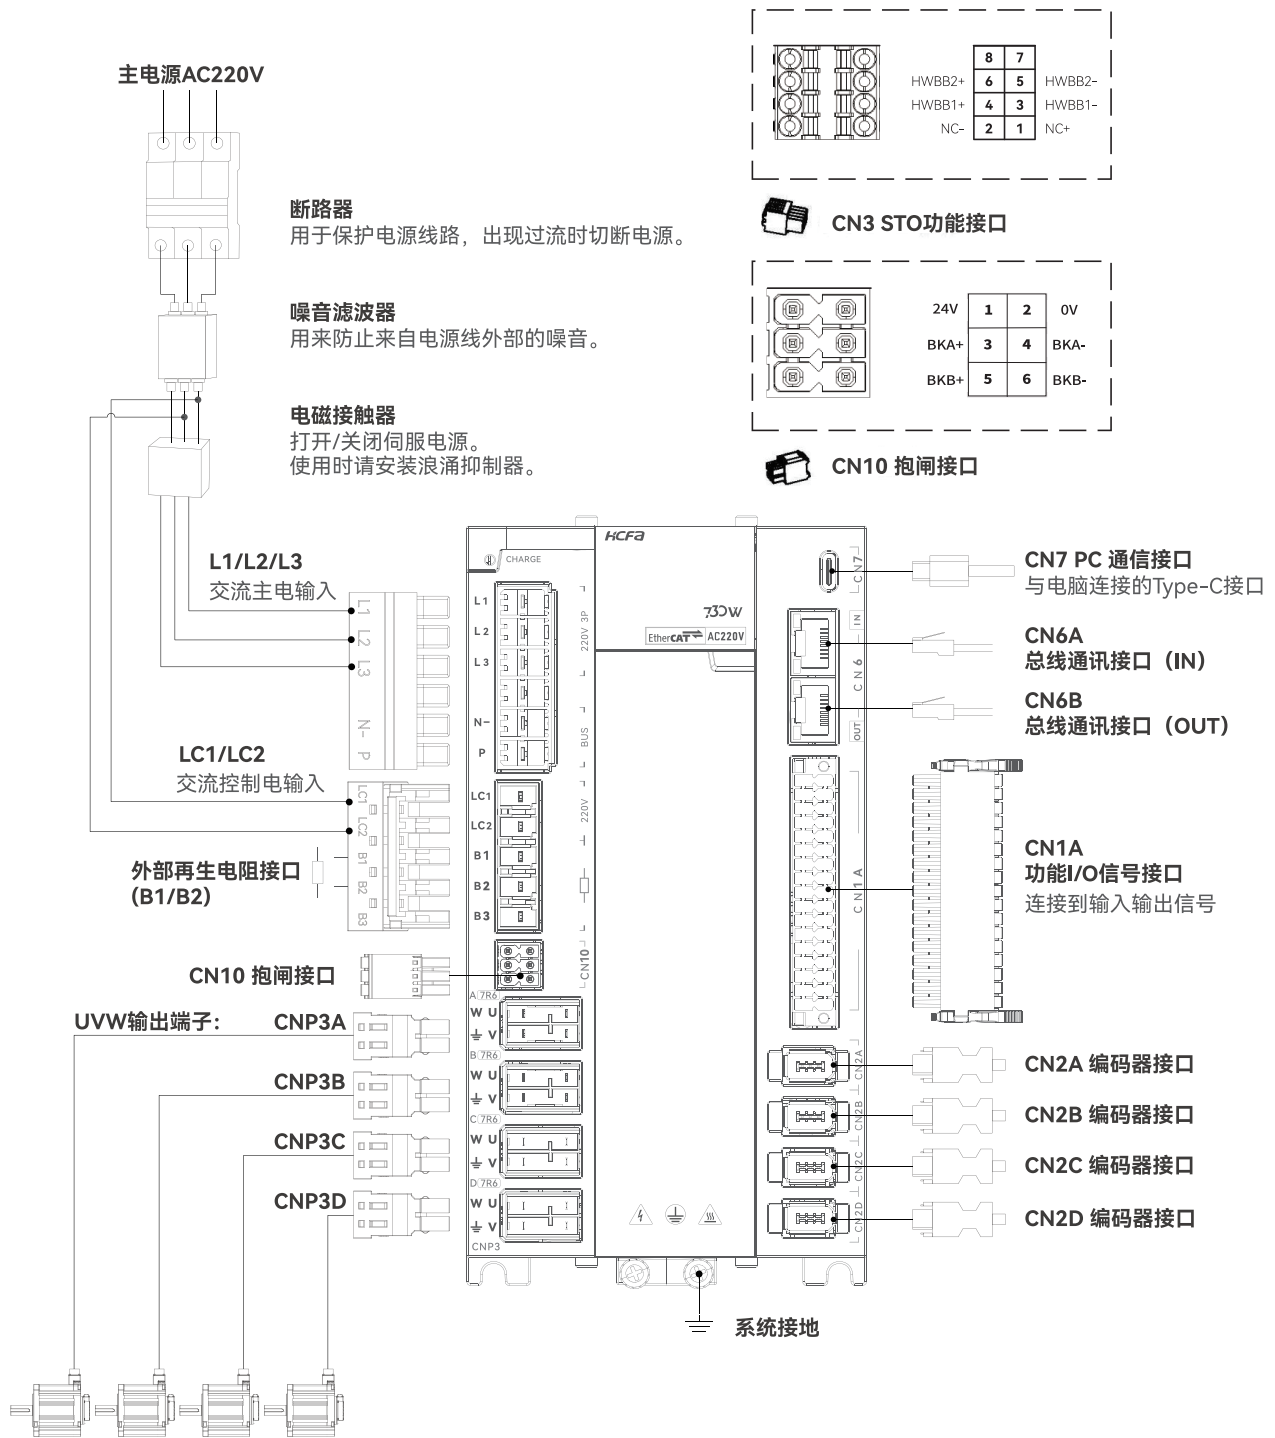 主电源AC220V
断路器
用于保护电源线路，出现过流时切断电源。
噪音滤波器
用来防止来自电源线外部的噪音。
电磁接触器
打开/关闭伺服电源。
使用时请安装浪涌抑制器。
8 7
HWBB2+ 6 5 HWBB2-
HWBB1+ 4 3 HWBB1-
NC- 2 1 NC+
CN3 STO功能接口
24V 1 2 0V
BKA+ 3 4 BKA-
BKB+ 5 6 BKB-
CN10 抱闸接口
L1/L2/L3
交流主电输入
L1
L2
L3
N-
P
LC1/LC2
交流控制电输入
LC1
LC2
B1
B2
B3
外部再生电阻接口
(B1/B2)
CN10 抱闸接口
UVW输出端子：
CNP3A
CNP3B
CNP3C
CNP3D
HCFA
CHARGE
EtherCAT AC220V
L1
L2
L3
220V 3P
N-
P
BUS
LC1
LC2
220V
B1
B2
B3
CN10
A 7R6
W U
V
B 7R6
W U
V
C 7R6
W U
V
D 7R6
W U
V
CNP3
CN7
IN
CN6
OUT
CN1A
CN2A
CN2B
CN2C
CN2D
系统接地
CN7 PC 通信接口
与电脑连接的Type-C接口
CN6A
总线通讯接口（IN）
CN6B
总线通讯接口（OUT）
CN1A
功能I/O信号接口
连接到输入输出信号
CN2A 编码器接口
CN2B 编码器接口
CN2C 编码器接口
CN2D 编码器接口